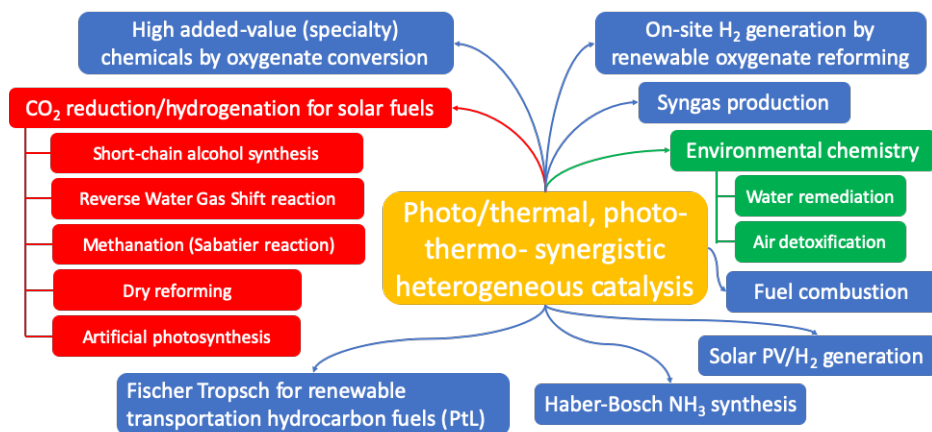 High added-value (specialty)
chemicals by oxygenate conversion
On-site H₂ generation by
renewable oxygenate reforming
CO₂ reduction/hydrogenation for solar fuels
Syngas production
Short-chain alcohol synthesis
Environmental chemistry
Reverse Water Gas Shift reaction
Water remediation
Methanation (Sabatier reaction)
Air detoxification
Photo/thermal, photo-
thermo- synergistic
heterogeneous catalysis
Dry reforming
Fuel combustion
Artificial photosynthesis
Solar PV/H₂ generation
Fischer Tropsch for renewable
transportation hydrocarbon fuels (PtL)
Haber-Bosch NH₃ synthesis